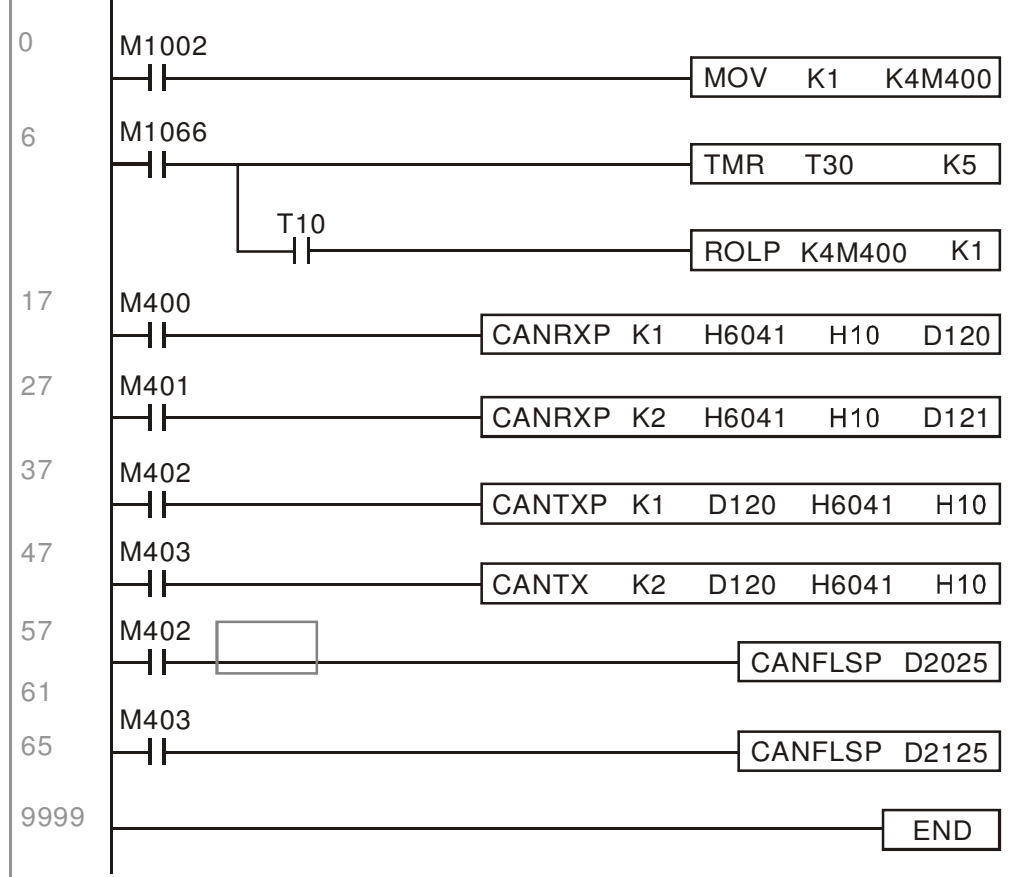 0
M1002
MOV K1 K4M400
6
M1066
TMR T30 K5
T10
ROLP K4M400 K1
17
M400
CANRXP K1 H6041 H10 D120
27
M401
CANRXP K2 H6041 H10 D121
37
M402
CANTXP K1 D120 H6041 H10
47
M403
CANTX K2 D120 H6041 H10
57
M402
CANFLSP D2025
61
M403
65
CANFLSP D2125
9999
END